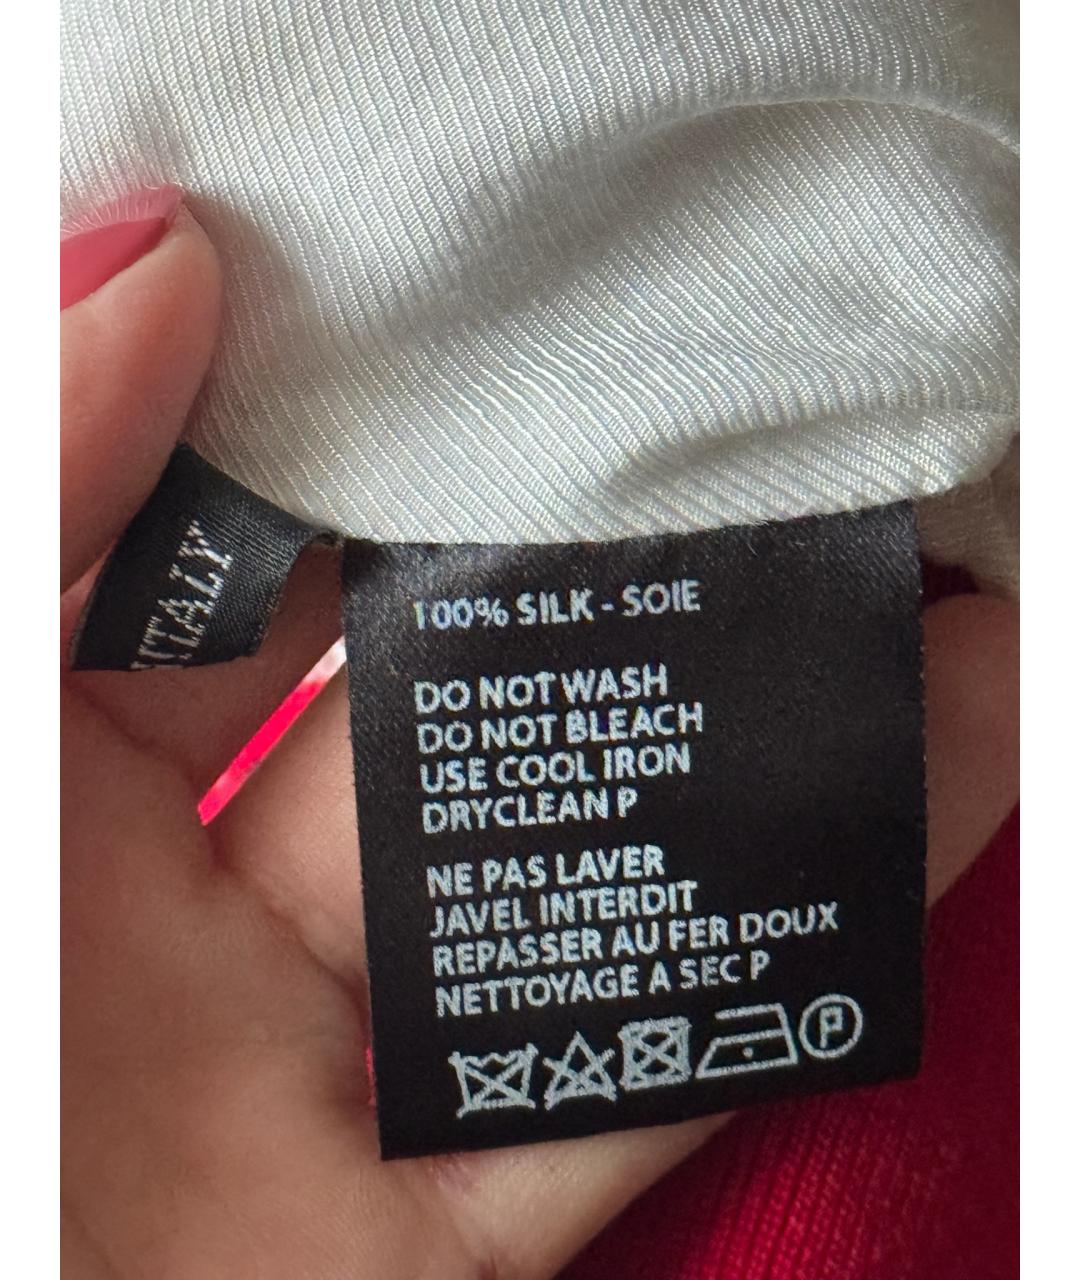 ITALY
100% SILK - SOIE
DO NOT WASH
DO NOT BLEACH
USE COOL IRON
DRYCLEAN P
NE PAS LAVER
JAVEL INTERDIT
REPASSER AU FER DOUX
NETTOYAGE A SEC P
P